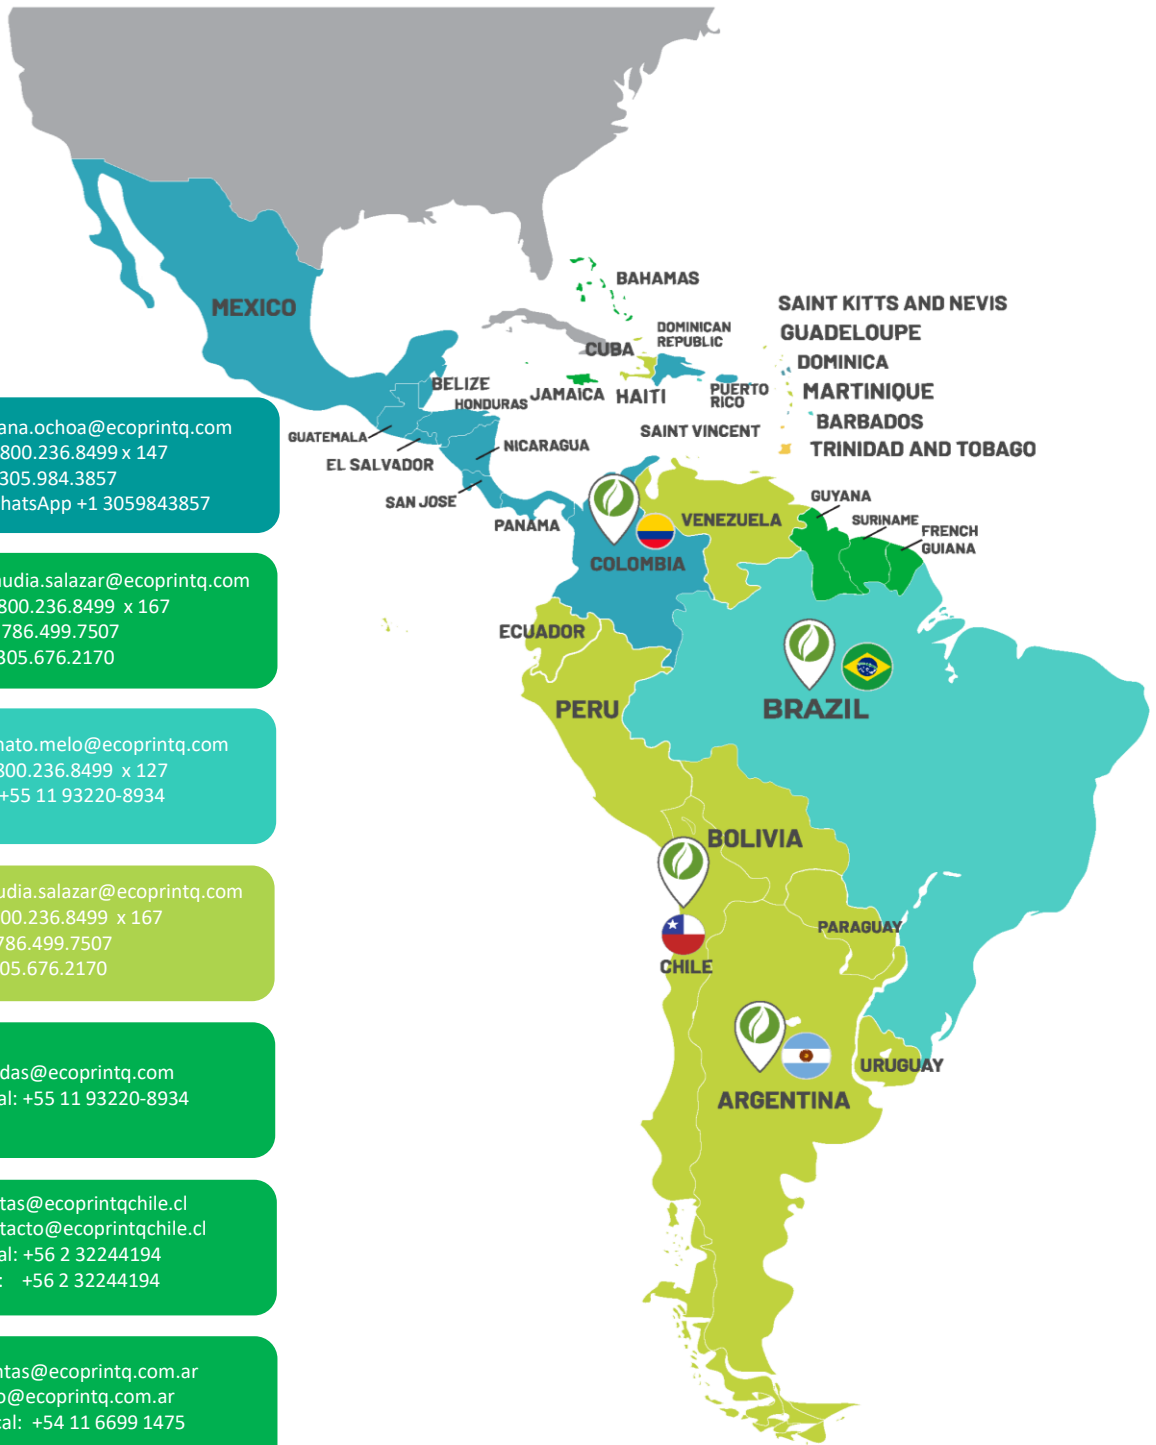 ana.ochoa@ecoprintq.com
800.236.8499 x 147
305.984.3857
hatsApp +1 3059843857
udia.salazar@ecoprintq.com
800.236.8499 x 167
786.499.7507
305.676.2170
nato.melo@ecoprintq.com
800.236.8499 x 127
+55 11 93220-8934
udia.salazar@ecoprintq.com
00.236.8499 x 167
786.499.7507
05.676.2170
das@ecoprintq.com
al: +55 11 93220-8934
tas@ecoprintqchile.cl
tacto@ecoprintqchile.cl
al: +56 2 32244194
: +56 2 32244194
ntas@ecoprintq.com.ar
o@ecoprintq.com.ar
cal: +54 11 6699 1475
MEXICO
BAHAMAS
CUBA
DOMINICAN
REPUBLIC
SAINT KITTS AND NEVIS
GUADELOUPE
DOMINICA
MARTINIQUE
BARBADOS
TRINIDAD AND TOBAGO
BELIZE
HONDURAS
JAMAICA
HAITI
PUERTO
RICO
SAINT VINCENT
GUATEMALA
EL SALVADOR
NICARAGUA
SAN JOSE
PANAMA
VENEZUELA
GUYANA
SURINAME
FRENCH
GUIANA
COLOMBIA
ECUADOR
PERU
BRAZIL
BOLIVIA
PARAGUAY
CHILE
URUGUAY
ARGENTINA